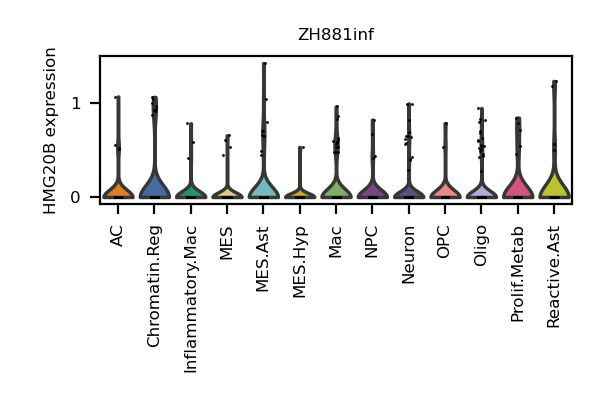 ZH881inf
HMG20B expression
1
0
AC
Chromatin.Reg
Inflammatory.Mac
MES
MES.Ast
MES.Hyp
Mac
NPC
Neuron
OPC
Oligo
Prolif.Metab
Reactive.Ast